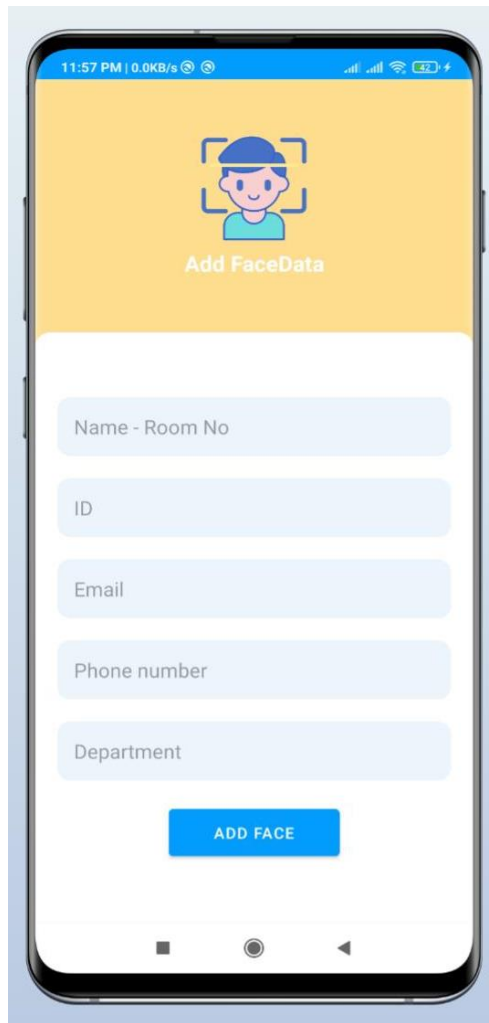 11:57 PM | 0.0KB/s
42
Add FaceData
Name - Room No
ID
Email
Phone number
Department
ADD FACE